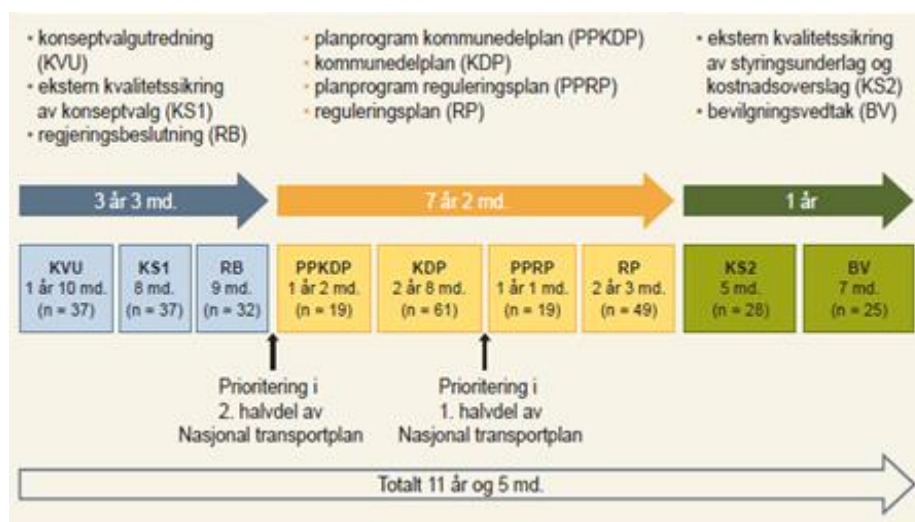 • konseptvalgutredning
(KVU)
• ekstern kvalitetssikring
av konseptvalg (KS1)
• regjeringsbeslutning (RB)
• planprogram kommunedelplan (PPKDP)
• kommunedelplan (KDP)
• planprogram reguleringsplan (PPRP)
• reguleringsplan (RP)
• ekstern kvalitetssikring
av styringsunderlag og
kostnadsoverslag (KS2)
• bevilgningsvedtak (BV)
3 år 3 md.
7 år 2 md.
1 år
KVU
1 år 10 md.
(n = 37)
KS1
8 md.
(n = 37)
RB
9 md.
(n = 32)
PPKDP
1 år 2 md.
(n = 19)
KDP
2 år 8 md.
(n = 61)
PPRP
1 år 1 md.
(n = 19)
RP
2 år 3 md.
(n = 49)
KS2
5 md.
(n = 28)
BV
7 md.
(n = 25)
Prioritering i
2. halvdel av
Nasjonal transportplan
Prioritering i
1. halvdel av
Nasjonal transportplan
Totalt 11 år og 5 md.